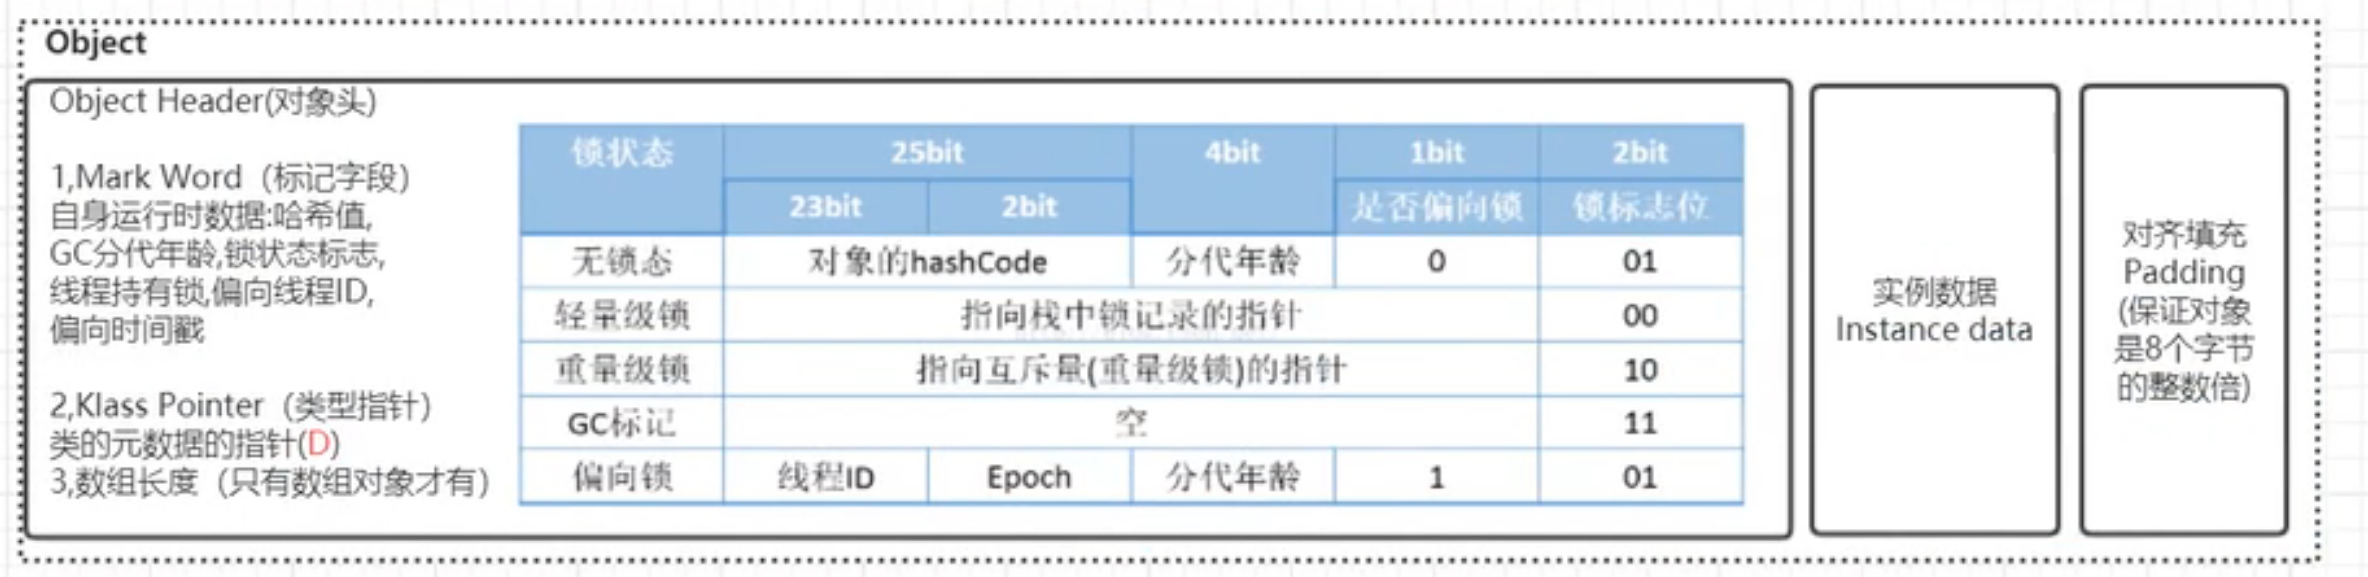 Object
Object Header(对象头)
1,Mark Word（标记字段）
自身运行时数据:哈希值,
GC分代年龄,锁状态标志,
线程持有锁,偏向线程ID,
偏向时间戳
2,Klass Pointer（类型指针）
类的元数据的指针(D)
3,数组长度（只有数组对象才有）
锁状态 25bit 4bit 1bit 2bit
23bit 2bit 是否偏向锁 锁标志位
无锁态 对象的hashCode 分代年龄 0 01
轻量级锁 指向栈中锁记录的指针 00
重量级锁 指向互斥量(重量级锁)的指针 10
GC标记 空 11
偏向锁 线程ID Epoch 分代年龄 1 01
实例数据
Instance data
对齐填充
Padding
(保证对象
是8个字节
的整数倍)